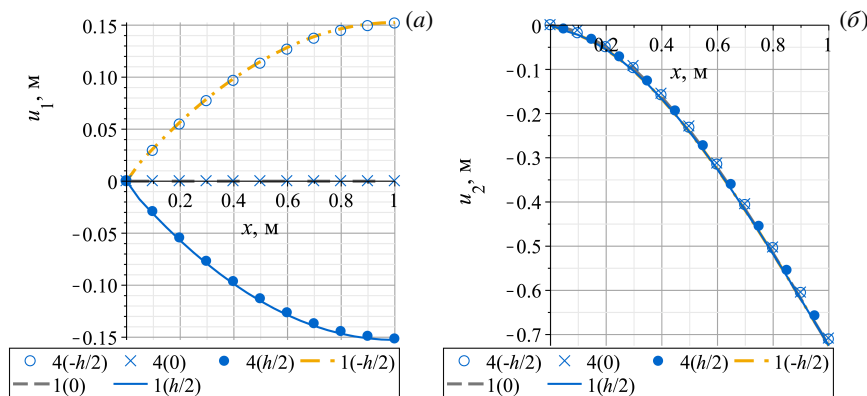 (а)
0.15
0.10
0.05
0
-0.05
-0.10
-0.15
u1, м
0.2 0.4 0.6 0.8 1
x, м
4(-h/2) 4(0) 4(h/2) 1(-h/2)
1(0) 1(h/2)
(б)
0
-0.1
-0.2
-0.3
-0.4
-0.5
-0.6
-0.7
u2, м
0.2 0.4 0.6 0.8 1
x, м
4(-h/2) 4(0) 4(h/2) 1(-h/2)
1(0) 1(h/2)